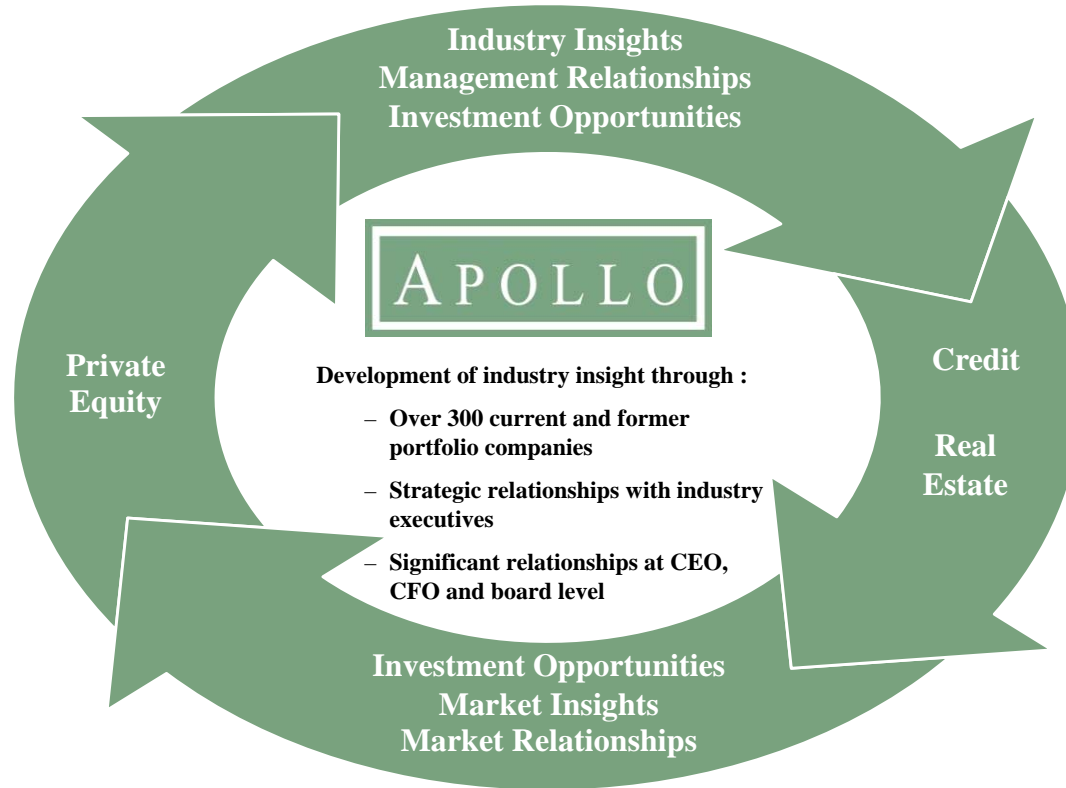 Industry Insights
Management Relationships
Investment Opportunities
APOLLO
Private
Equity
Credit
Real
Estate
Development of industry insight through :
– Over 300 current and former
portfolio companies
– Strategic relationships with industry
executives
– Significant relationships at CEO,
CFO and board level
Investment Opportunities
Market Insights
Market Relationships